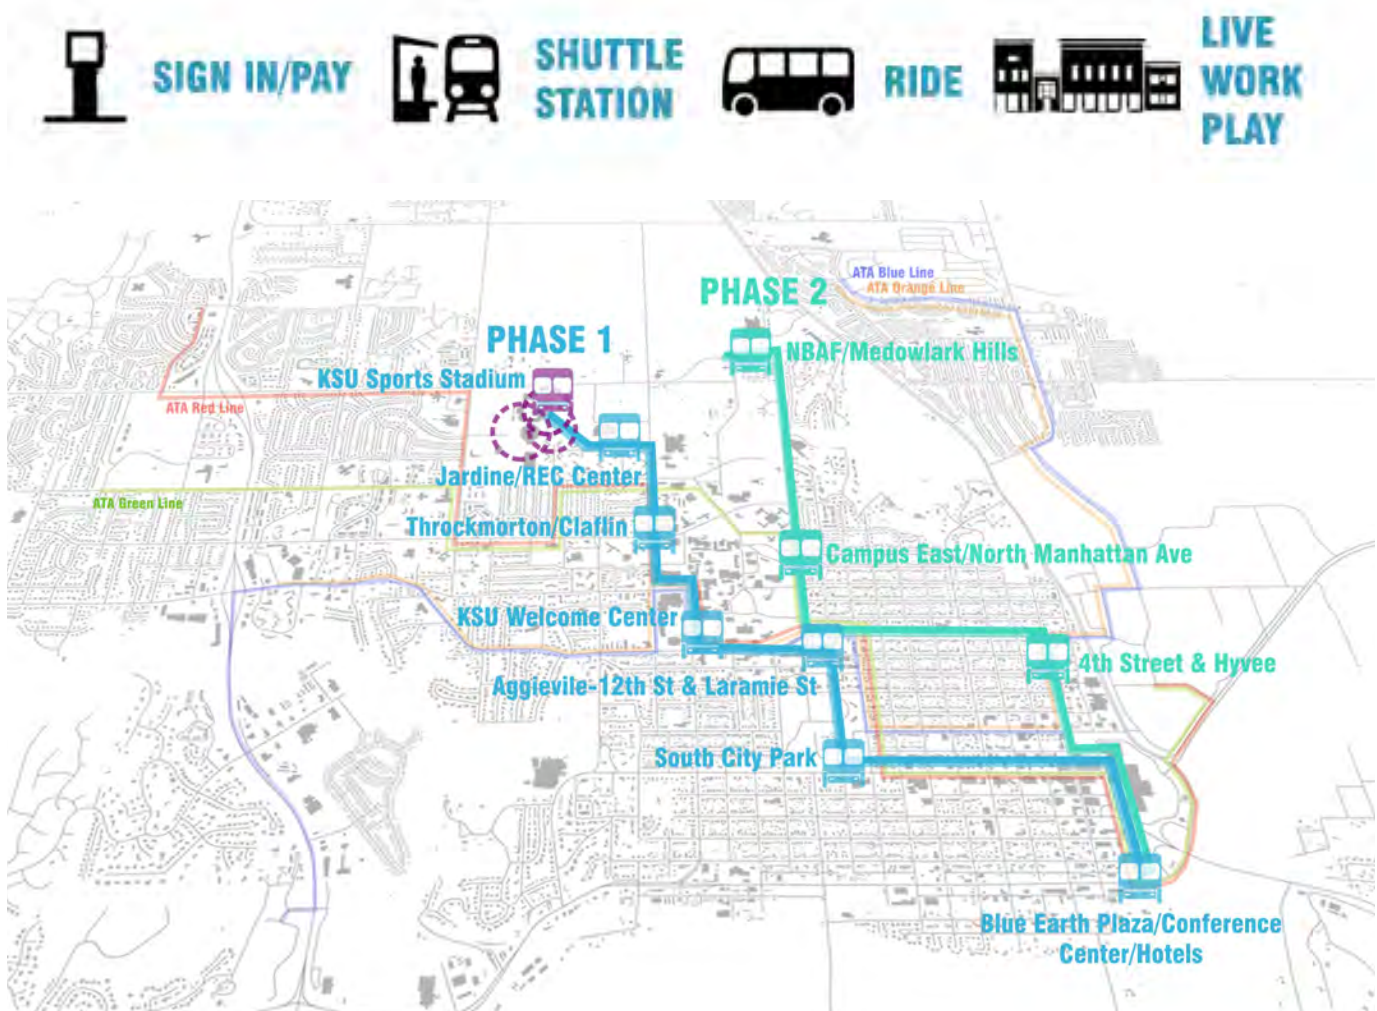 SIGN IN/PAY
SHUTTLE
STATION
RIDE
LIVE
WORK
PLAY
ATA Blue Line
ATA Orange Line
PHASE 2
PHASE 1
NBAF/Medowlark Hills
KSU Sports Stadium
ATA Red Line
Jardine/REC Center
ATA Green Line
Throckmorton/Claflin
Campus East/North Manhattan Ave
KSU Welcome Center
4th Street & Hyvee
Aggievile-12th St & Laramie St
South City Park
Blue Earth Plaza/Conference
Center/Hotels